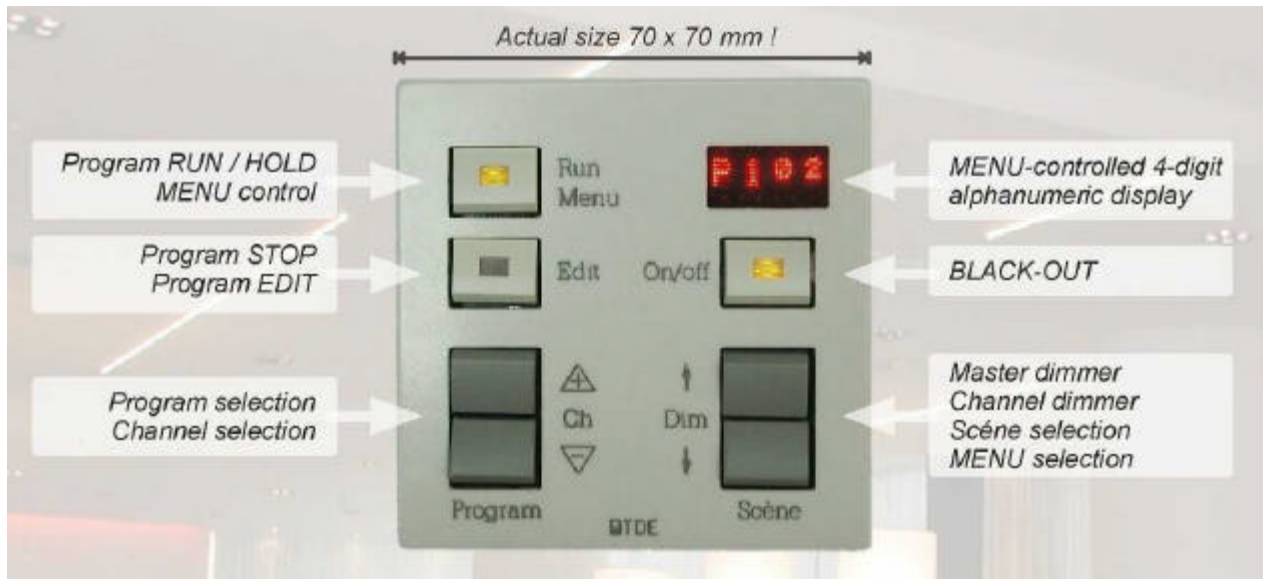 Actual size 70 x 70 mm !
Program RUN / HOLD
MENU control
Run
Menu
P102
MENU-controlled 4-digit
alphanumeric display
Program STOP
Program EDIT
Edit
On/off
BLACK-OUT
Program selection
Channel selection
+
Ch
−
Dim
Master dimmer
Channel dimmer
Scéne selection
MENU selection
Program
Scène
TDE